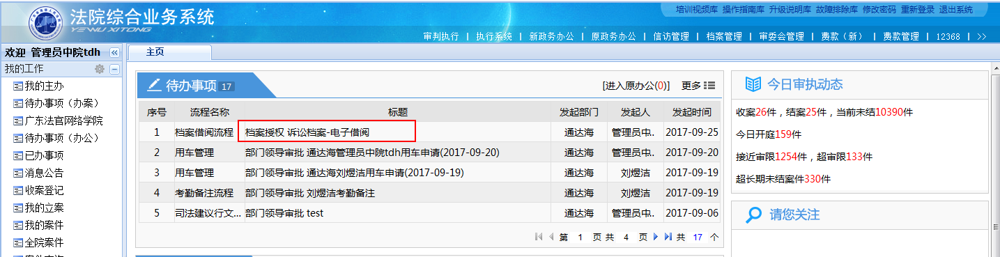 培训视频库 操作指南库 升级说明库 故障排除库 修改密码 重新登录 退出系统
法院综合业务系统
YEWU XITONG
审判执行 | 执行系统 | 新政务办公 | 原政务办公 | 信访管理 | 档案管理 | 审委会管理 | 费款（新） | 费款管理 | 12368 | >>
欢迎 管理员中院tdh
主页
我的工作
我的主办
待办事项（办案）
广东法官网络学院
待办事项（办公）
已办事项
消息公告
收案登记
我的立案
我的案件
全院案件
待办事项 17
[进入原办公(0)] 更多
序号 流程名称 标题 发起部门 发起人 发起时间
1 档案借阅流程 档案授权 诉讼档案-电子借阅 通达海 管理员中. 2017-09-25
2 用车管理 部门领导审批 通达海管理员中院tdh用车申请(2017-09-20) 通达海 管理员中. 2017-09-20
3 用车管理 部门领导审批 通达海刘煜洁用车申请(2017-09-19) 通达海 刘煜洁 2017-09-19
4 考勤备注流程 部门领导审批 刘煜洁考勤备注 通达海 刘煜洁 2017-09-19
5 司法建议行文... 部门领导审批 test 通达海 管理员中. 2017-09-06
第 1 页 共 4 页 共 17 个
今日审执动态
收案26件，结案25件，当前未结10390件
今日开庭159件
接近审限1254件，超审限133件
超长期未结案件330件
请您关注